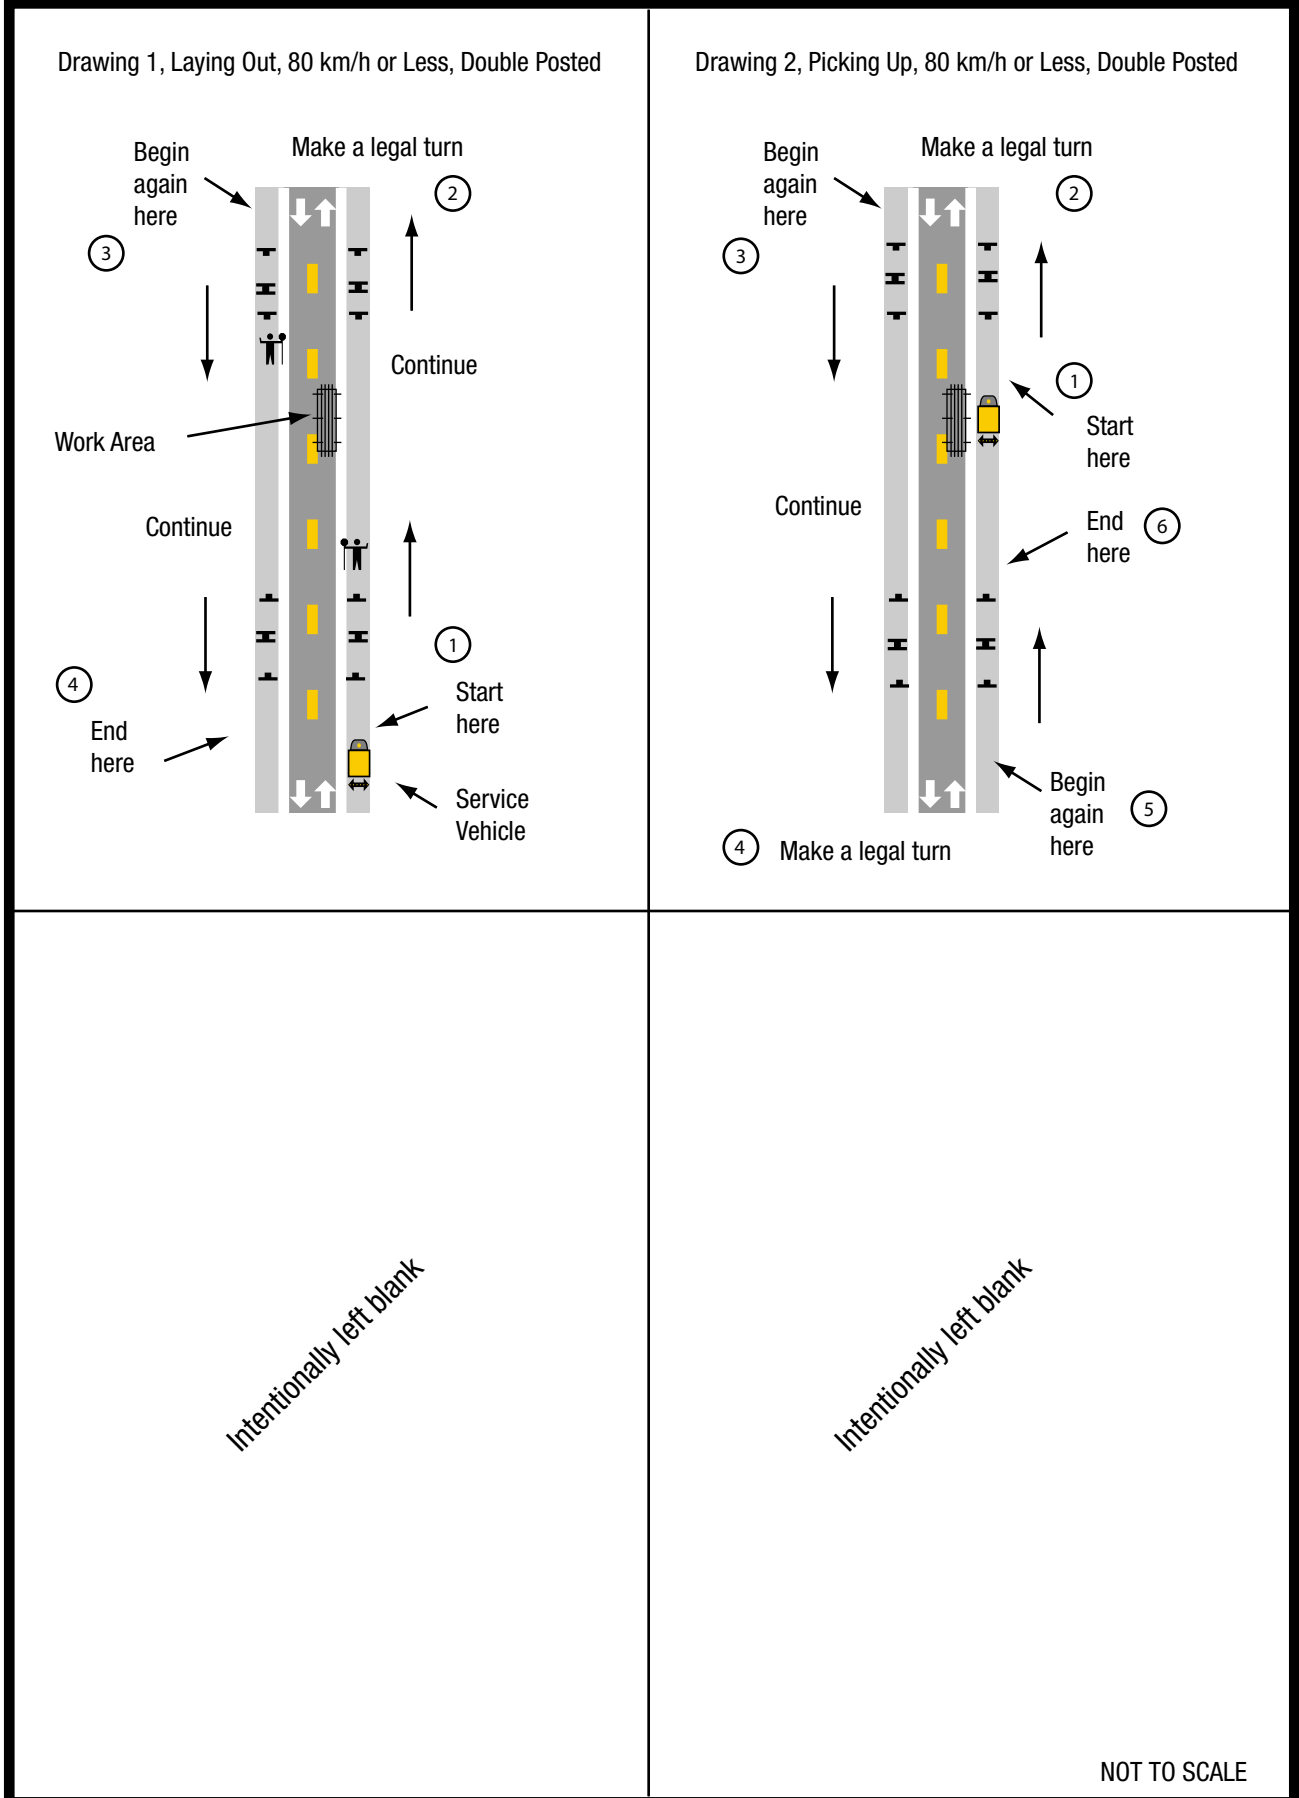 Drawing 1, Laying Out, 80 km/h or Less, Double Posted
Make a legal turn
Begin
again
here
2
3
Continue
Work Area
Continue
1
4
Start
here
End
here
Service
Vehicle
Drawing 2, Picking Up, 80 km/h or Less, Double Posted
Make a legal turn
Begin
again
here
2
3
1
Start
here
Continue
End
here
6
Begin
again
here
5
4 Make a legal turn
Intentionally left blank
Intentionally left blank
NOT TO SCALE